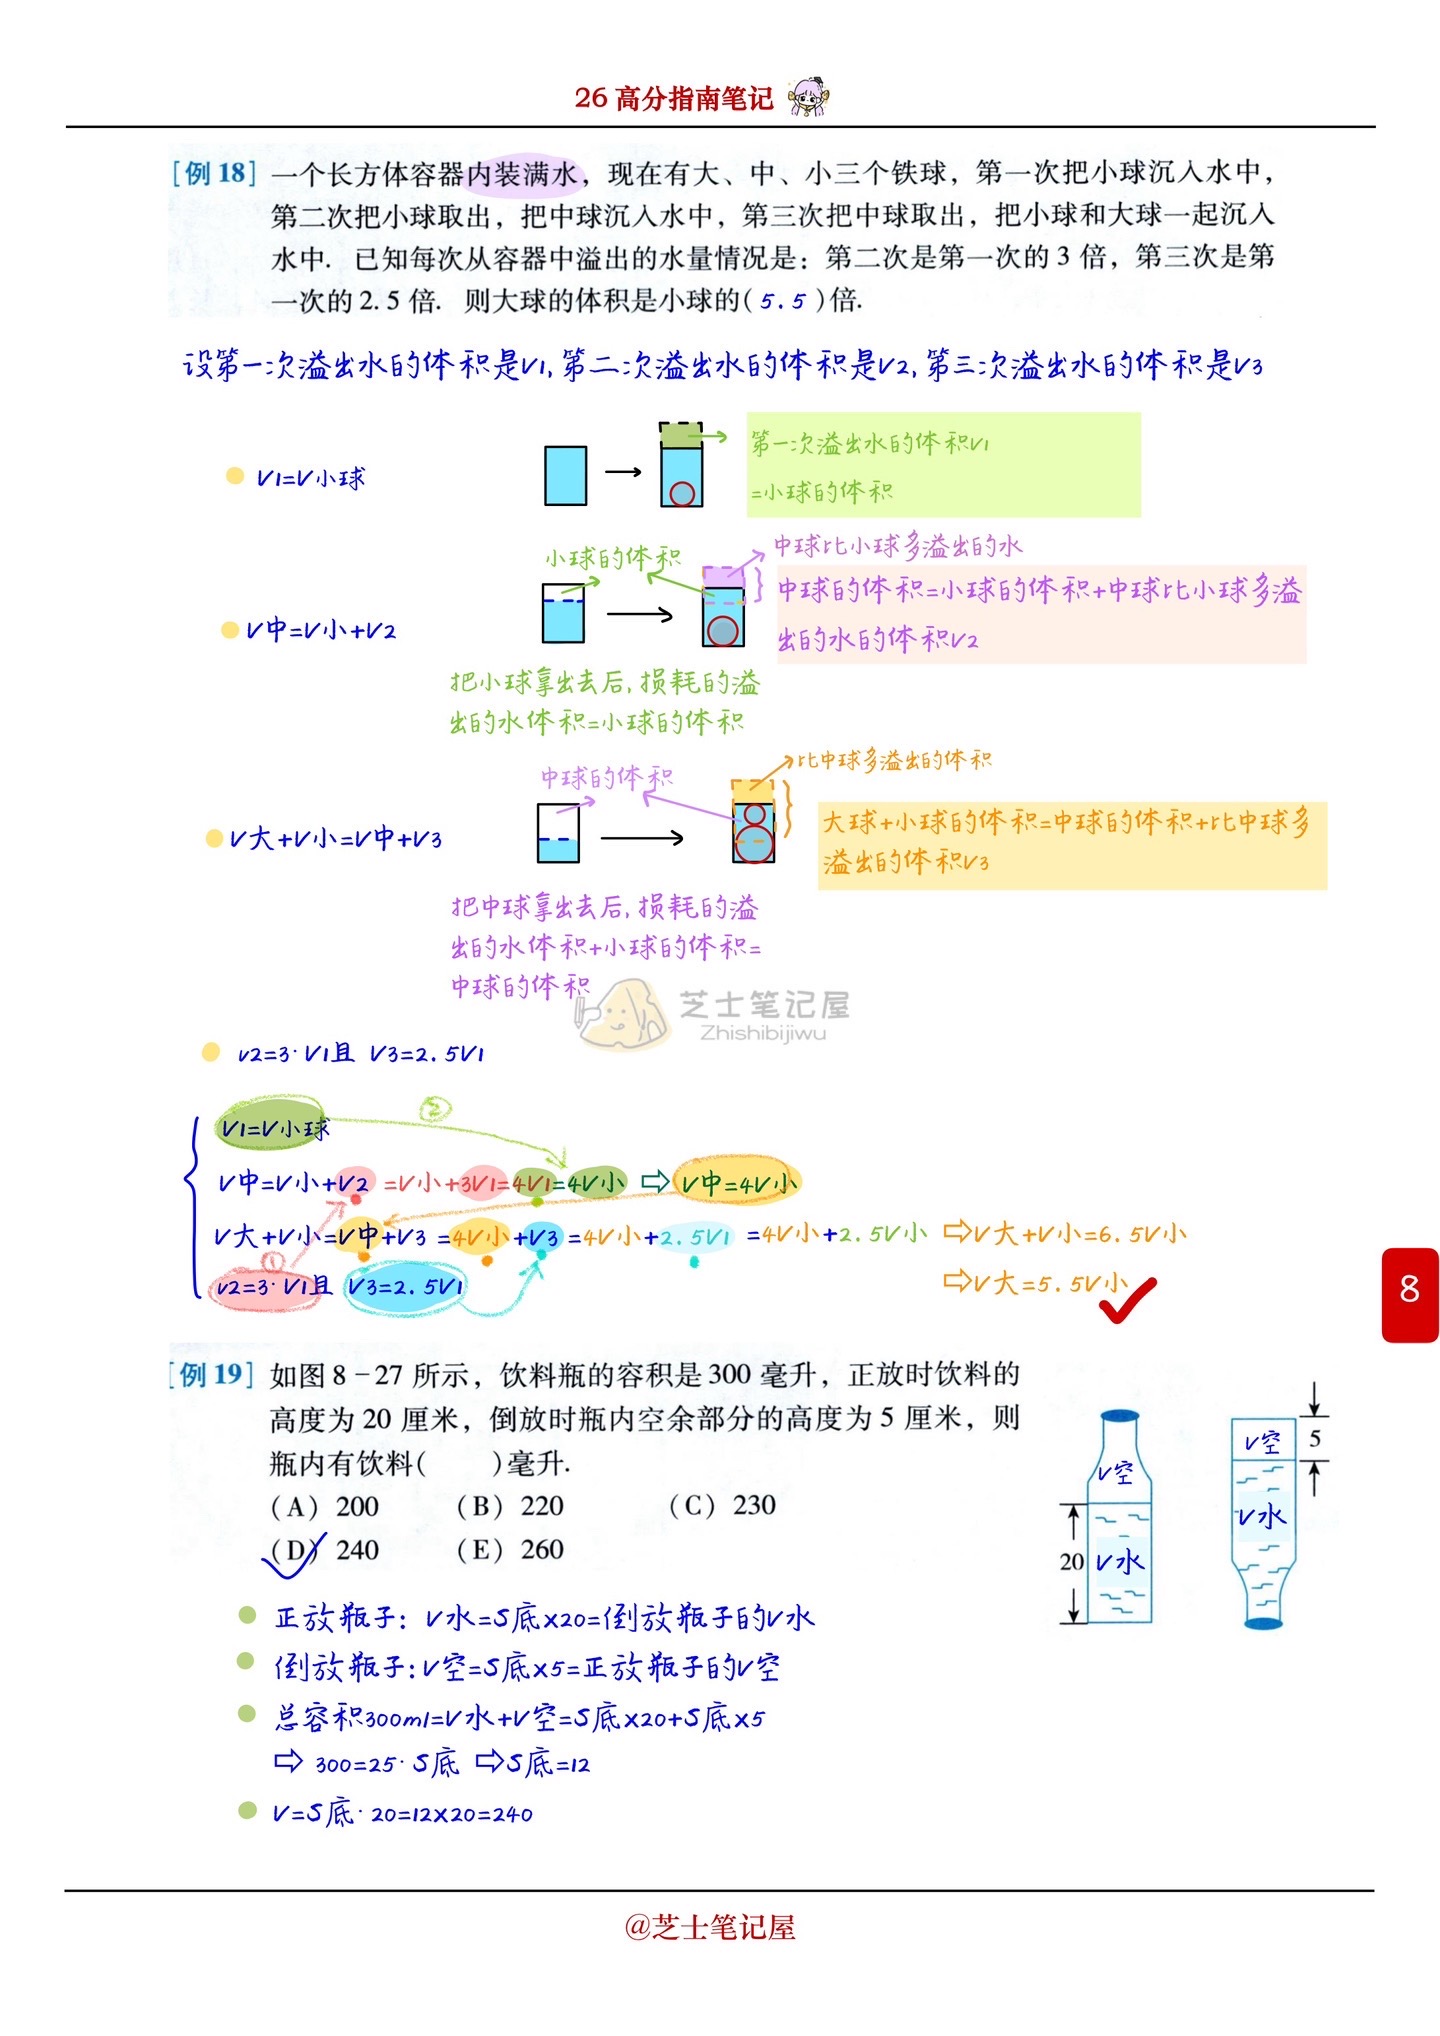 26 高分指南笔记
[例 18] 一个长方体容器内装满水，现在有大、中、小三个铁球，第一次把小球沉入水中，
第二次把小球取出，把中球沉入水中，第三次把中球取出，把小球和大球一起沉入
水中．已知每次从容器中溢出的水量情况是：第二次是第一次的 3 倍，第三次是第
一次的 2.5 倍．则大球的体积是小球的( 5.5 )倍.
设第一次溢出水的体积是V1,第二次溢出水的体积是V2,第三次溢出水的体积是V3
第一次溢出水的体积V1
V1=V小球
=小球的体积
小球的体积
中球比小球多溢出的水
中球的体积=小球的体积+中球比小球多溢
V中=V小+V2
出的水的体积V2
把小球拿出去后,损耗的溢
出的水体积=小球的体积
中球的体积
比中球多溢出的体积
大球+小球的体积=中球的体积+比中球多
V大+V小=V中+V3
溢出的体积V3
把中球拿出去后,损耗的溢
出的水体积+小球的体积=
中球的体积
芝士笔记屋
Zhishibijiwu
V2=3·V1且 V3=2.5V1
②
V1=V小球
V中=V小+V2 =V小+3V1=4V1=4V小 ⇨ V中=4V小
V大+V小=V中+V3 =4V小+V3=4V小+2.5V1 =4V小+2.5V小 ⇨V大+V小=6.5V小
①
V2=3·V1且 V3=2.5V1 ⇨V大=5.5V小
8
[例 19] 如图 8-27 所示，饮料瓶的容积是 300 毫升，正放时饮料的
高度为 20 厘米，倒放时瓶内空余部分的高度为 5 厘米，则
瓶内有饮料(  )毫升.
(A) 200 (B) 220 (C) 230
(D) 240 (E) 260
V空
20
V水
V空
5
V水
正放瓶子: V水=S底×20=倒放瓶子的V水
倒放瓶子:V空=S底×5=正放瓶子的V空
总容积300ml=V水+V空=S底×20+S底×5
⇨ 300=25·S底 ⇨S底=12
V=S底·20=12×20=240
@芝士笔记屋